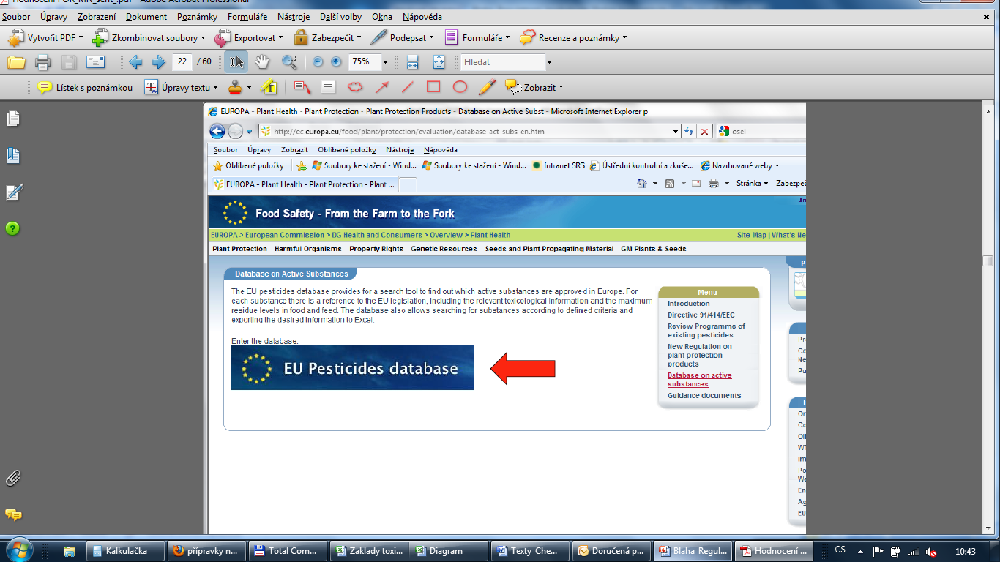 Soubor Úpravy Zobrazení Dokument Poznámky Formuláře Nástroje Další volby Okna Nápověda
Vytvořit PDF Zkombinovat soubory Exportovat Zabezpečit Podepsat Formuláře Recenze a poznámky
22 / 60 75% Hledat
Lístek s poznámkou Úpravy textu Zobrazit
EUROPA - Plant Health - Plant Protection - Plant Protection Products - Database on Active Subst - Microsoft Internet Explorer p
http://ec.europa.eu/food/plant/protection/evaluation/database_act_subs_en.htm osel
Soubor Úpravy Zobrazit Oblíbené položky Nástroje Nápověda
Oblíbené položky Soubory ke stažení - Wind... Soubory ke stažení - Wind... Intranet SRS Ústřední kontrolní a zkuše... Navrhované weby
EUROPA - Plant Health - Plant Protection - Plant ... Stránka Zabezpeč
Food Safety - From the Farm to the Fork
EUROPA > European Commission > DG Health and Consumers > Overview > Plant Health Site Map | What's Ne
Plant Protection Harmful Organisms Property Rights Genetic Resources Seeds and Plant Propagating Material GM Plants & Seeds
Database on Active Substances
The EU pesticides database provides for a search tool to find out which active substances are approved in Europe. For
each substance there is a reference to the EU legislation, including the relevant toxicological information and the maximum
residue levels in food and feed. The database also allows searching for substances according to defined criteria and
exporting the desired information to Excel.
Enter the database:
EU Pesticides database
Menu
Introduction
Directive 91/414/EEC
Review Programme of
existing pesticides
New Regulation on
plant protection
products
Database on active
substances
Guidance documents
Kalkulačka přípravky n... Total Com... Zaklady toxi... Diagram Texty_Che... Doručená p... Blaha_Regul... Hodnocení ... CS 10:43